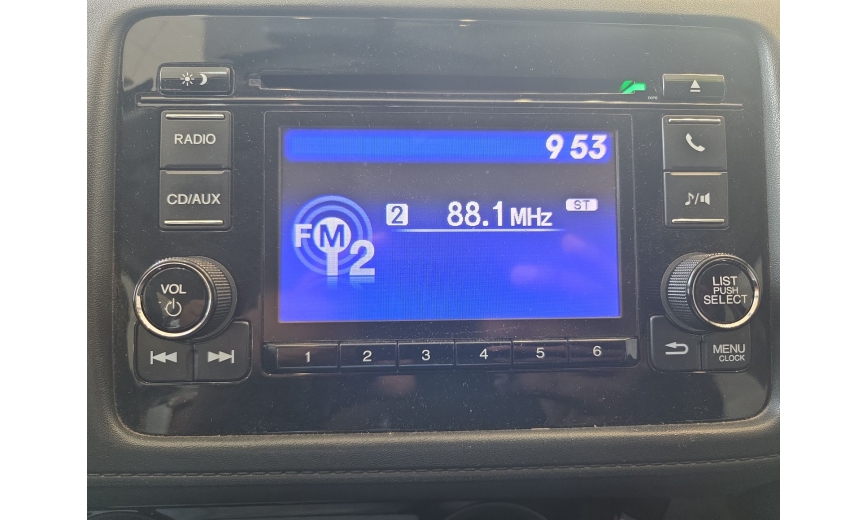 RADIO
CD/AUX
VOL
9 53
2 88.1 MHz ST
FM
2
1 2 3 4 5 6
LIST
PUSH
SELECT
MENU
CLOCK